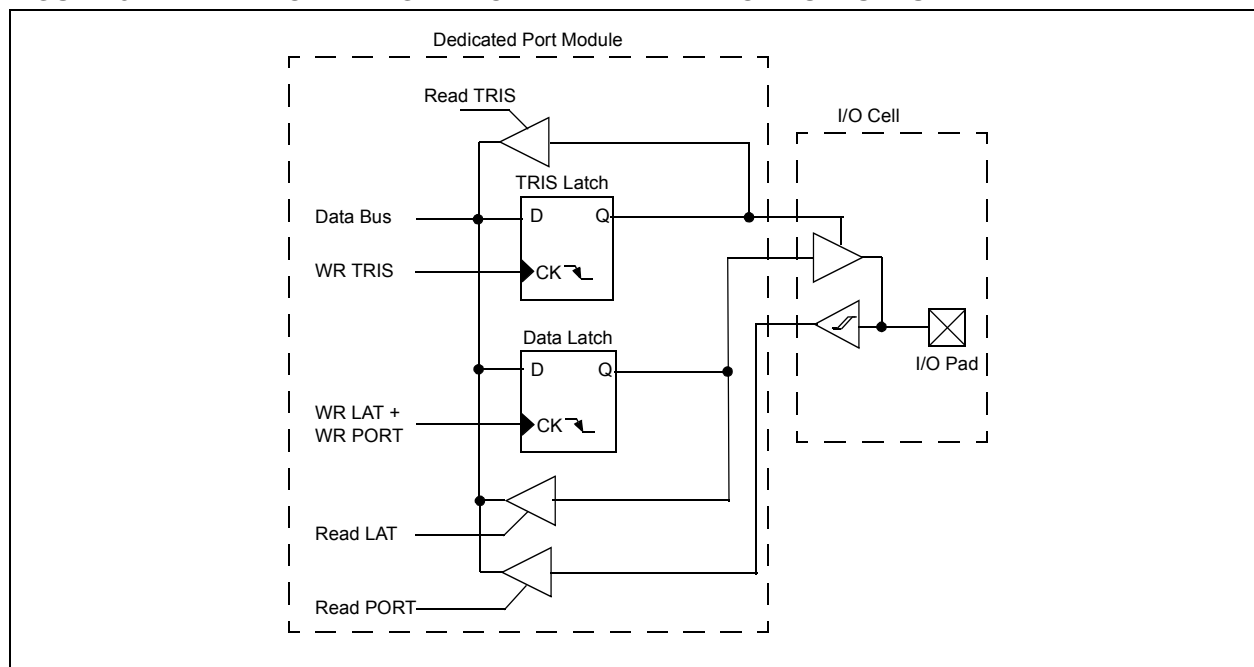 Dedicated Port Module
Read TRIS
I/O Cell
TRIS Latch
Data Bus
D
Q
WR TRIS
CK
Data Latch
I/O Pad
D
Q
WR LAT +
WR PORT
CK
Read LAT
Read PORT